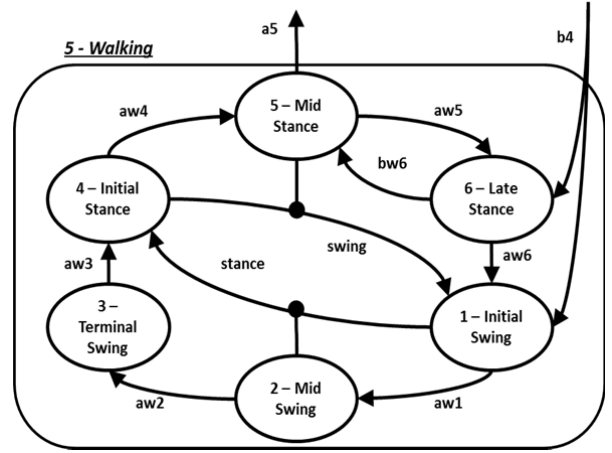 a5
b4
5 - Walking
aw4
5 – Mid
Stance
aw5
bw6
4 – Initial
Stance
6 – Late
Stance
swing
stance
aw6
aw3
3 –
Terminal
Swing
1 – Initial
Swing
2 – Mid
Swing
aw2
aw1